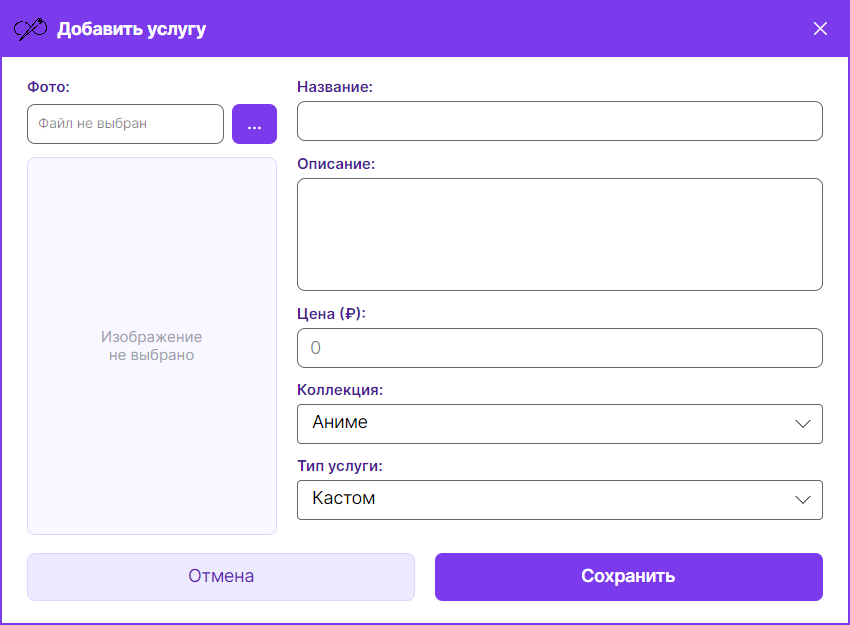 Добавить услугу
Фото:
Файл не выбран
...
Изображение
не выбрано
Название:
Описание:
Цена (₽):
0
Коллекция:
Аниме
Тип услуги:
Кастом
Отмена
Сохранить